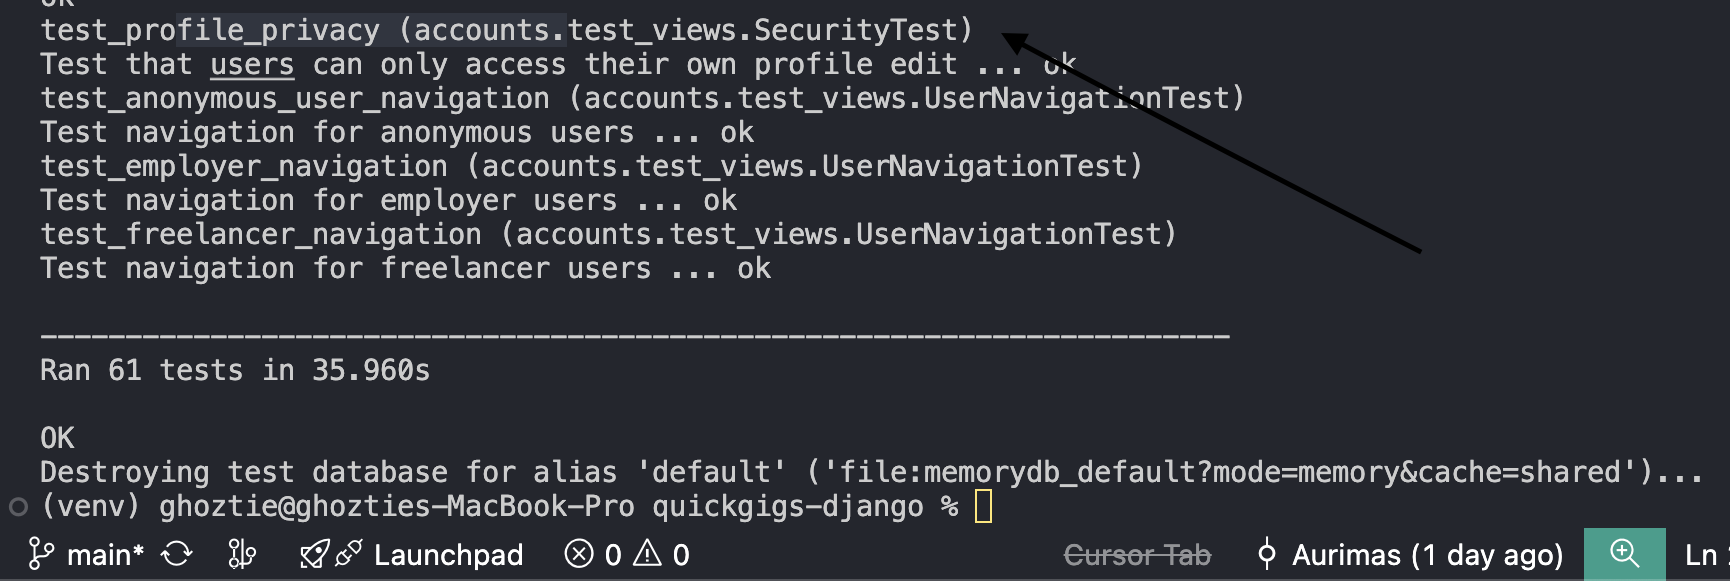 ok
test_profile_privacy (accounts.test_views.SecurityTest)
Test that users can only access their own profile edit ... ok
test_anonymous_user_navigation (accounts.test_views.UserNavigationTest)
Test navigation for anonymous users ... ok
test_employer_navigation (accounts.test_views.UserNavigationTest)
Test navigation for employer users ... ok
test_freelancer_navigation (accounts.test_views.UserNavigationTest)
Test navigation for freelancer users ... ok
----------------------------------------------------------------------
Ran 61 tests in 35.960s
OK
Destroying test database for alias 'default' ('file:memorydb_default?mode=memory&cache=shared')...
(venv) ghoztie@ghozties-MacBook-Pro quickgigs-django %
main* Launchpad 0 0 Cursor Tab Aurimas (1 day ago) Ln